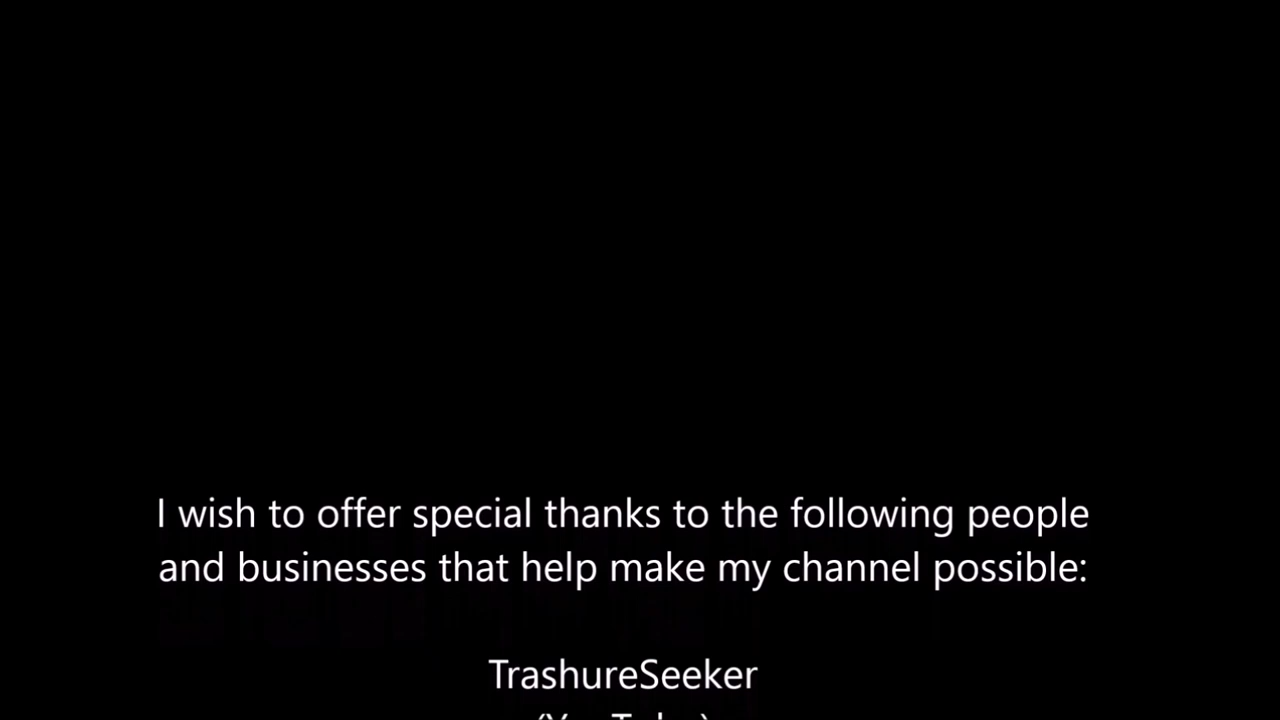 I wish to offer special thanks to the following people
and businesses that help make my channel possible:
TrashureSeeker